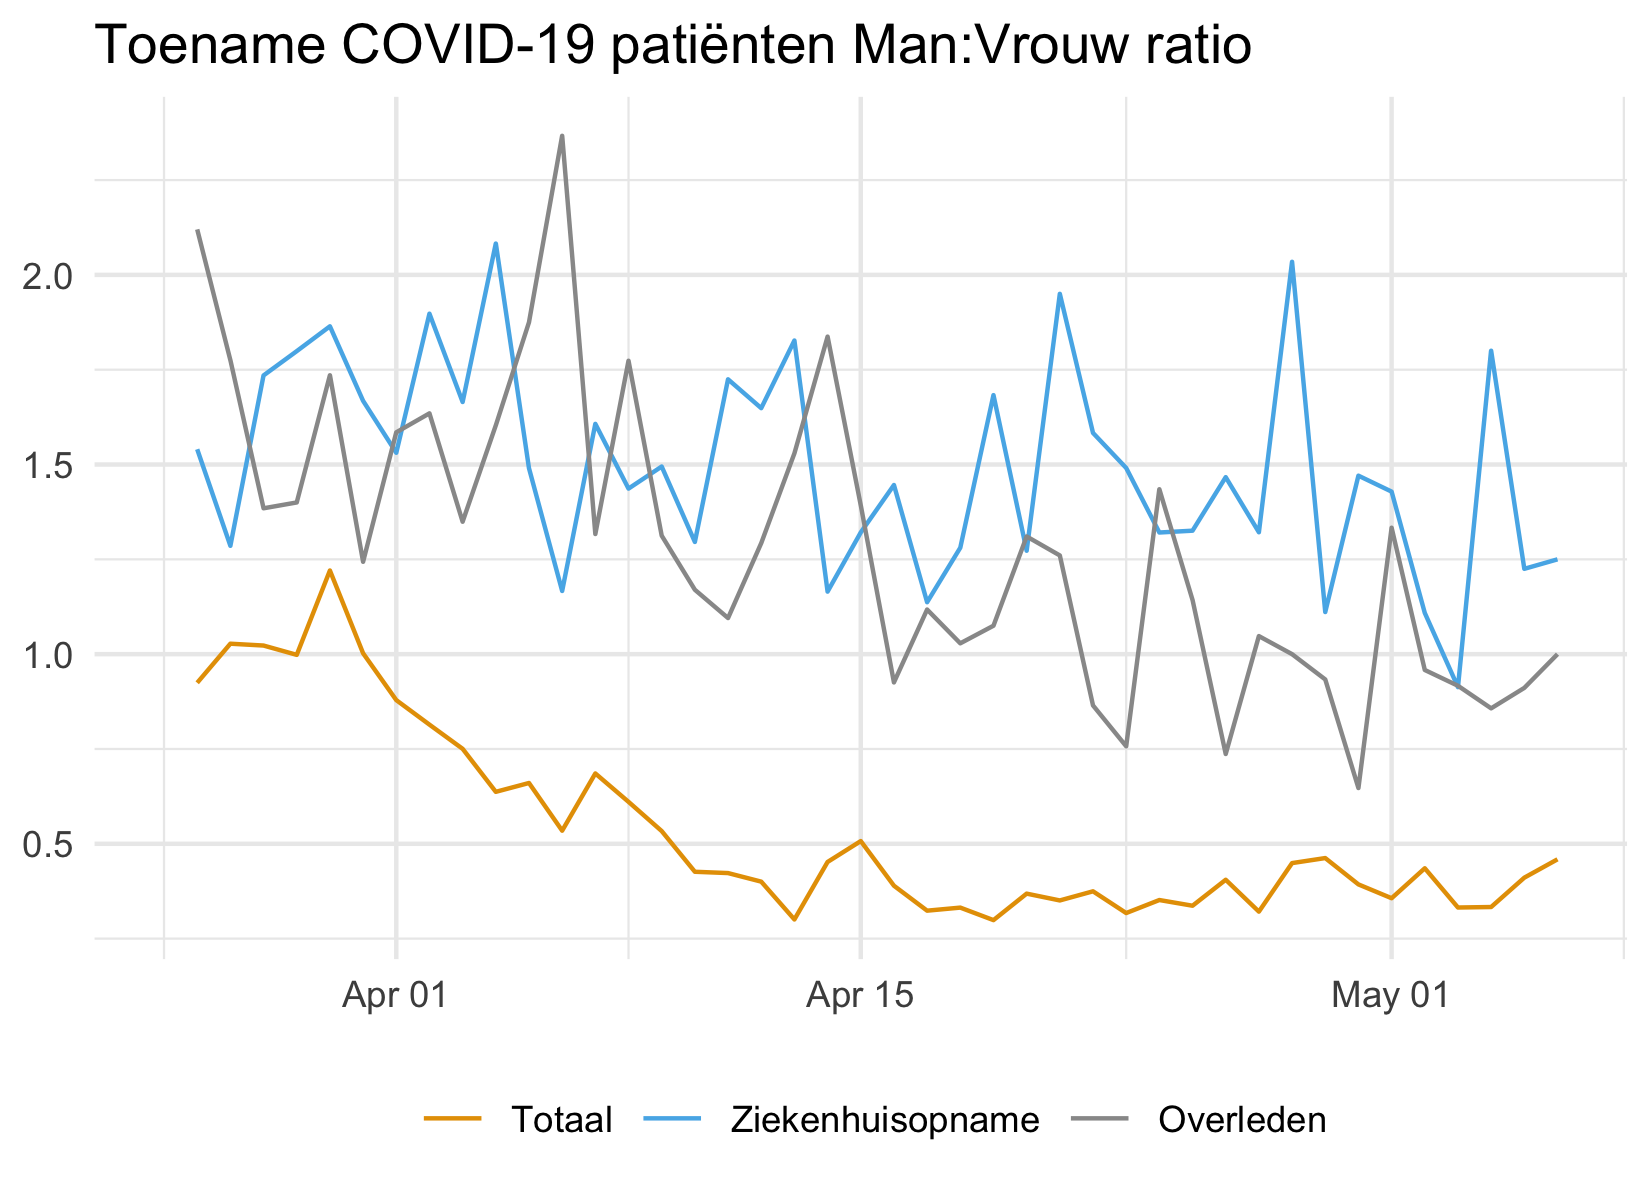 Toename COVID-19 patiënten Man:Vrouw ratio
2.0
1.5
1.0
0.5
Apr 01 Apr 15 May 01
Totaal Ziekenhuisopname Overleden